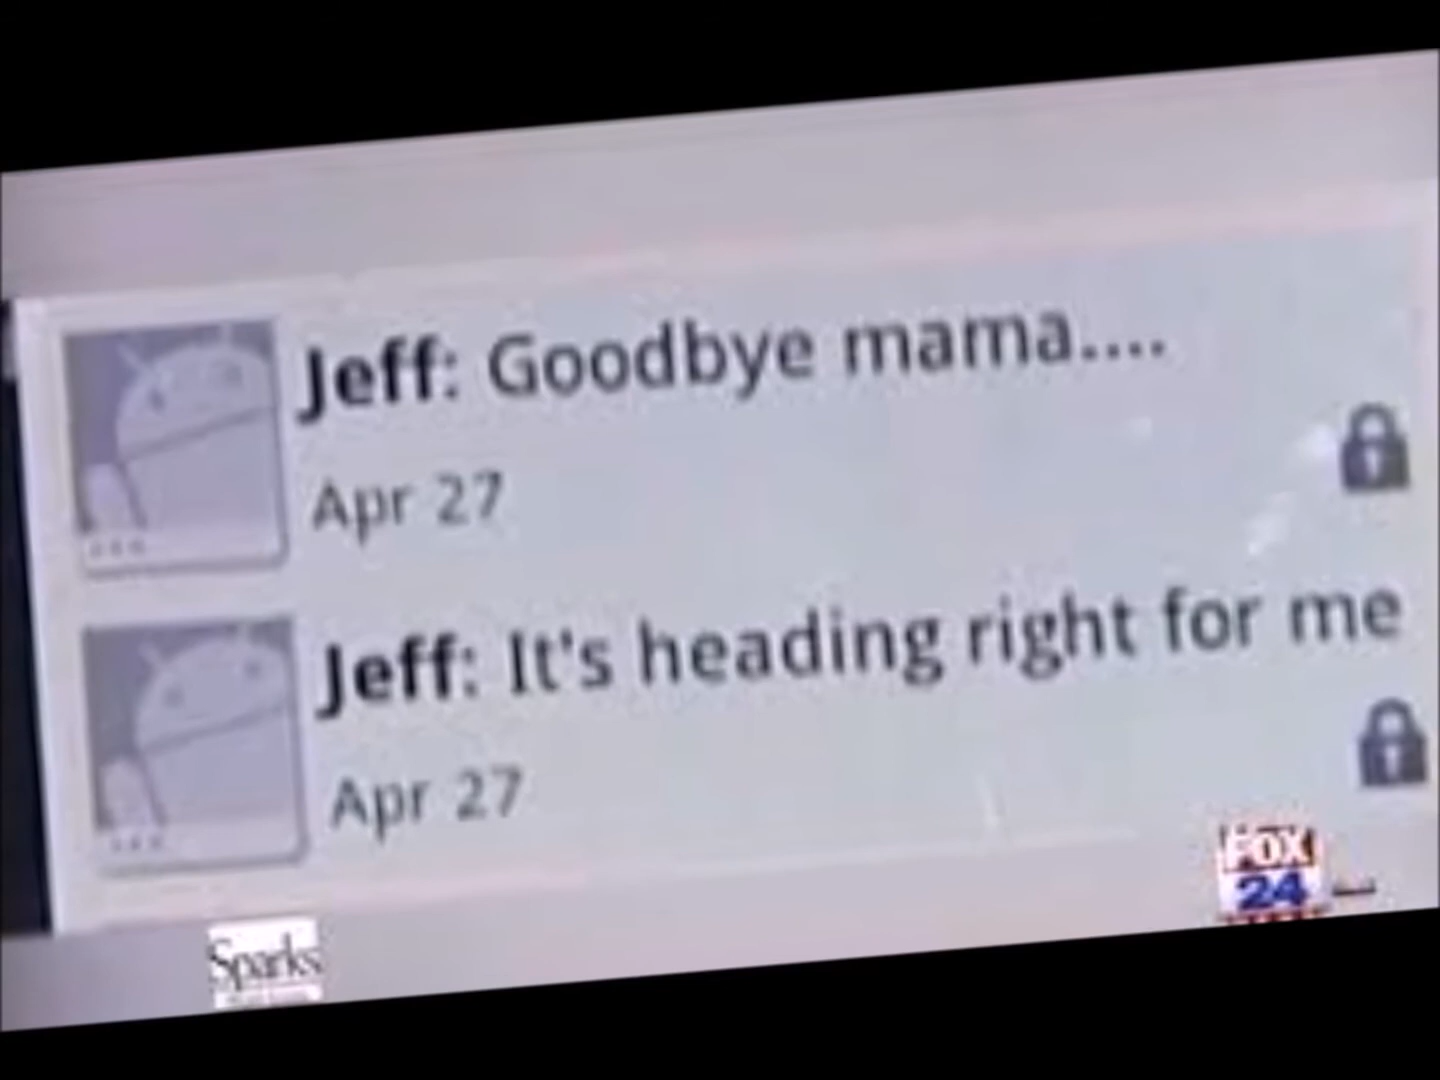 Jeff: Goodbye mama....
Apr 27
Jeff: It's heading right for me
Apr 27
FOX
24
Sparks